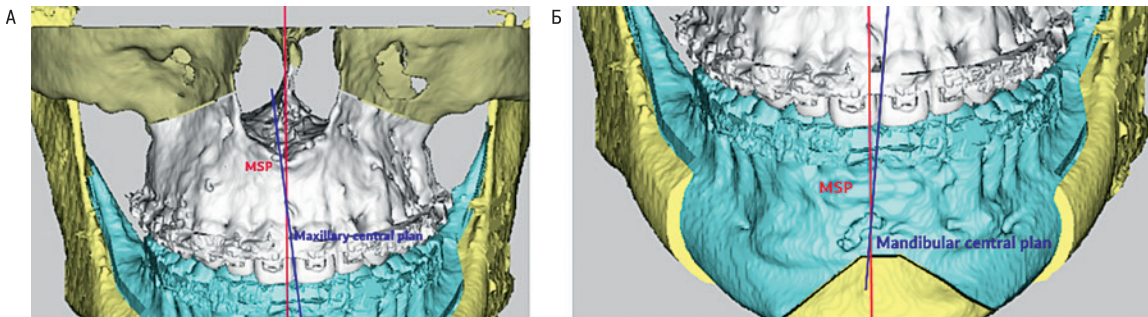 А
MSP
Maxillary central plan
Б
MSP
Mandibular central plan